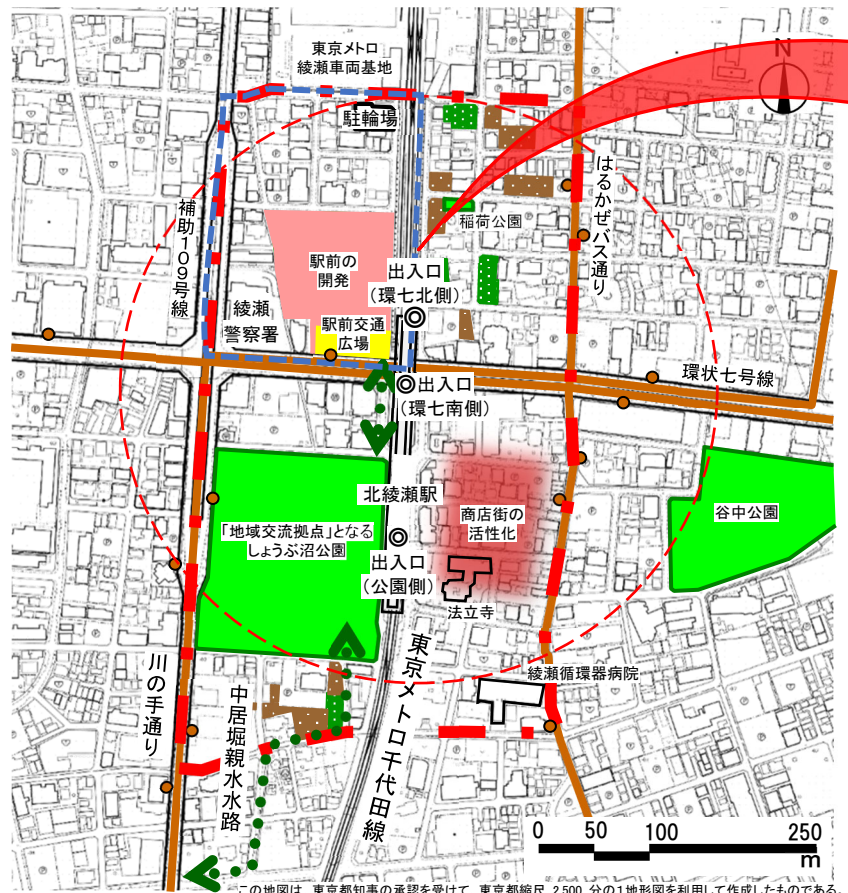 東京メトロ
綾瀬車両基地
N
駐輪場
はるかぜバス通り
補助109号線
稲荷公園
駅前の
開発
出入口
(環七北側)
綾瀬
警察署
駅前交通
広場
環状七号線
出入口
(環七南側)
北綾瀬駅
商店街の
活性化
谷中公園
「地域交流拠点」となる
しょうぶ沼公園
出入口
(公園側)
法立寺
東京メトロ千代田線
綾瀬循環器病院
川の手通り
中居堀親水水路
0 50 100 250
m
この地図は、東京都知事の承認を受けて、東京都縮尺 2,500 分の1地形図を利用して作成したものである。